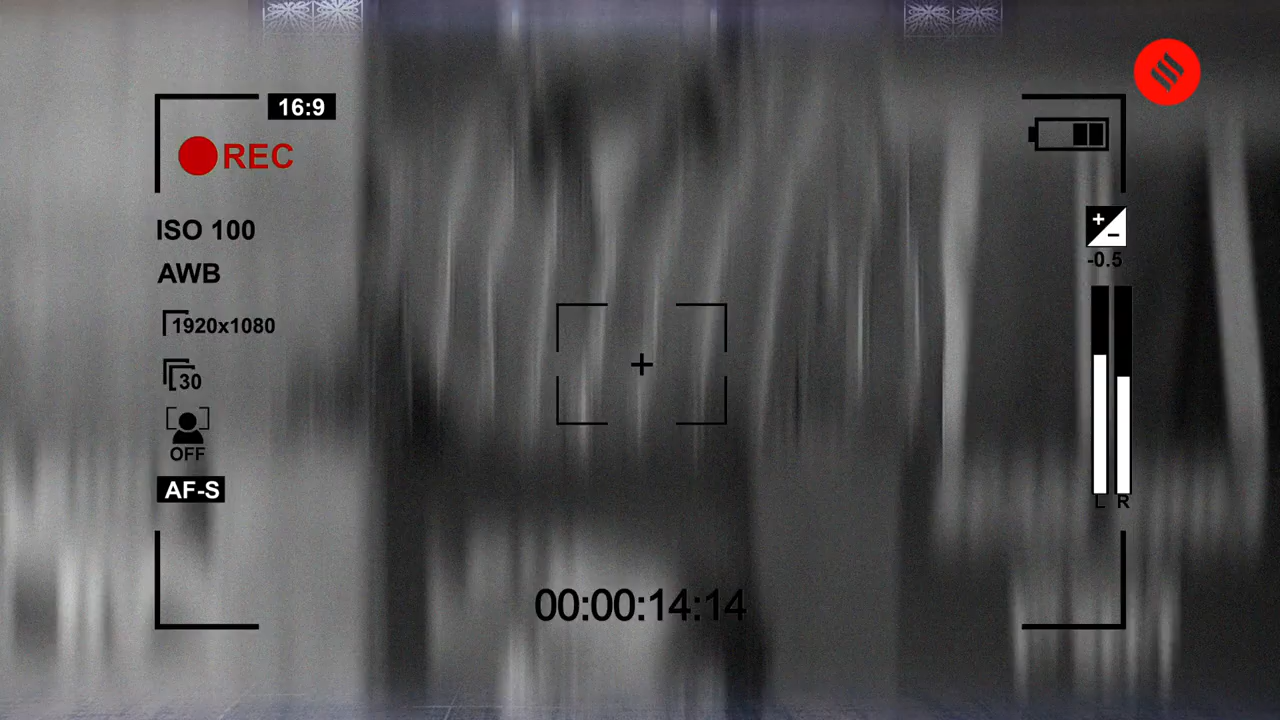 16:9
REC
ISO 100
AWB
1920x1080
30
OFF
AF-S
+
-
-0.5
L R
00:00:14:14